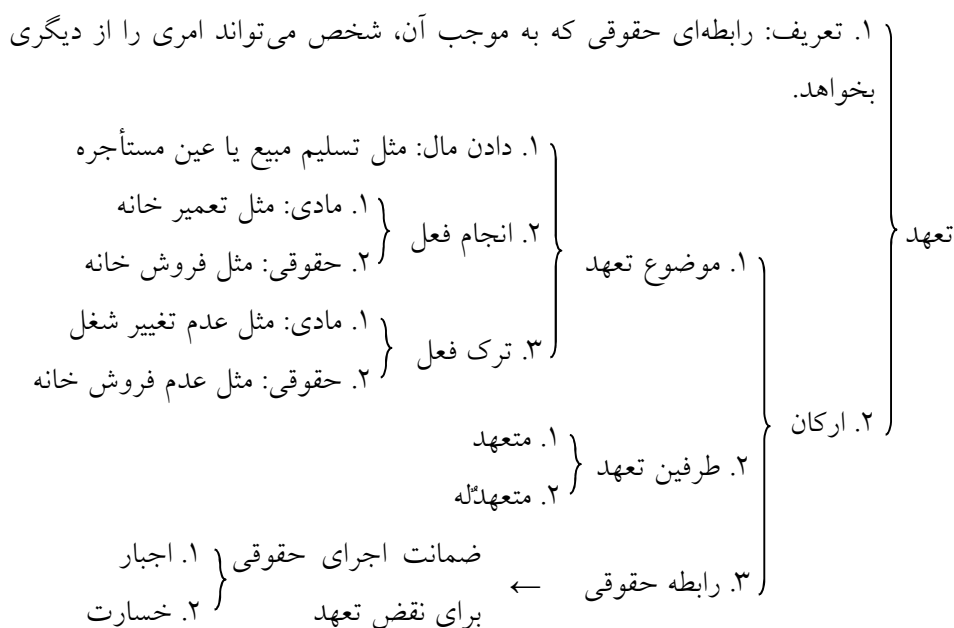 تعهد
۱. تعریف: رابطه‌ای حقوقی که به موجب آن، شخص می‌تواند امری را از دیگری
بخواهد.
۲. ارکان
۱. موضوع تعهد
۱. دادن مال: مثل تسلیم مبیع یا عین مستأجره
۲. انجام فعل
۱. مادی: مثل تعمیر خانه
۲. حقوقی: مثل فروش خانه
۳. ترک فعل
۱. مادی: مثل عدم تغییر شغل
۲. حقوقی: مثل عدم فروش خانه
۲. طرفین تعهد
۱. متعهد
۲. متعهدٌله
۳. رابطه حقوقی ←
ضمانت اجرای حقوقی
برای نقض تعهد
۱. اجبار
۲. خسارت